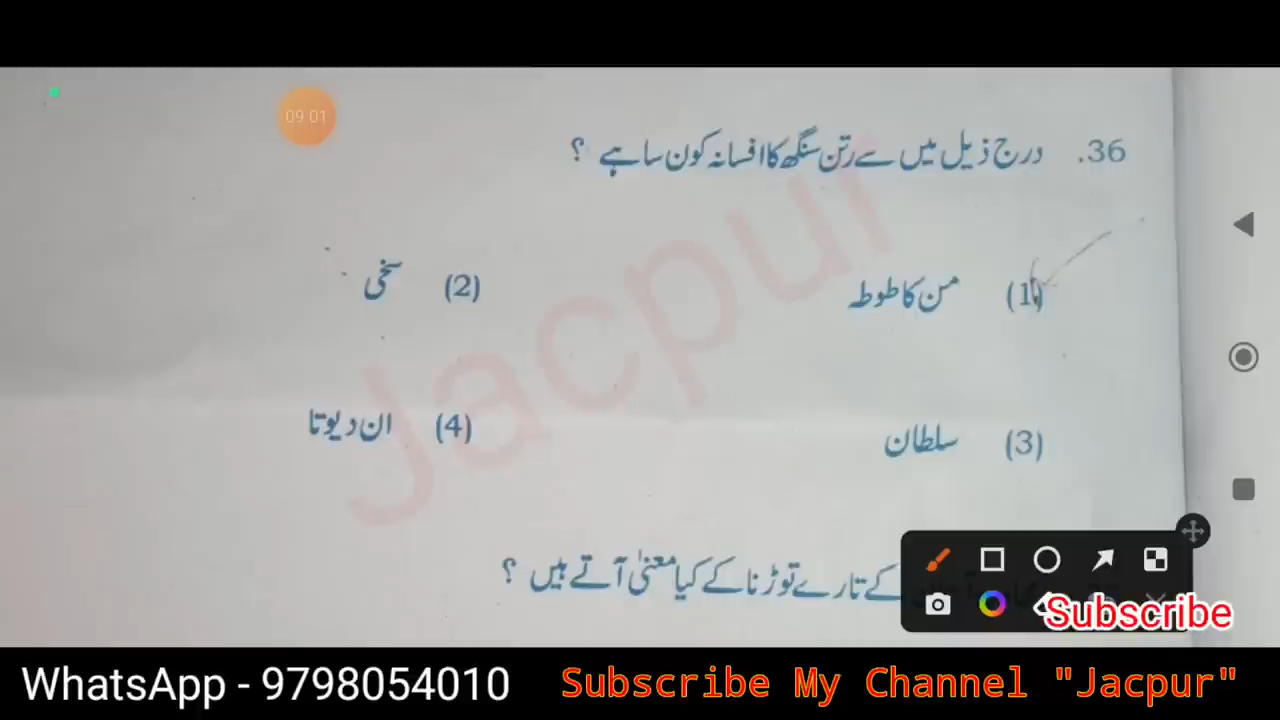 09:01
36. درج ذیل میں سے رتن سنگھ کا افسانہ کون سا ہے ؟
(1) من کا طوطہ
(2) سخی
(3) سلطان
(4) ان دیوتا
Jacpuri
کے تارے توڑنا کے کیا معنیٰ آتے ہیں ؟
Subscribe
WhatsApp - 9798054010
Subscribe My Channel "Jacpur"